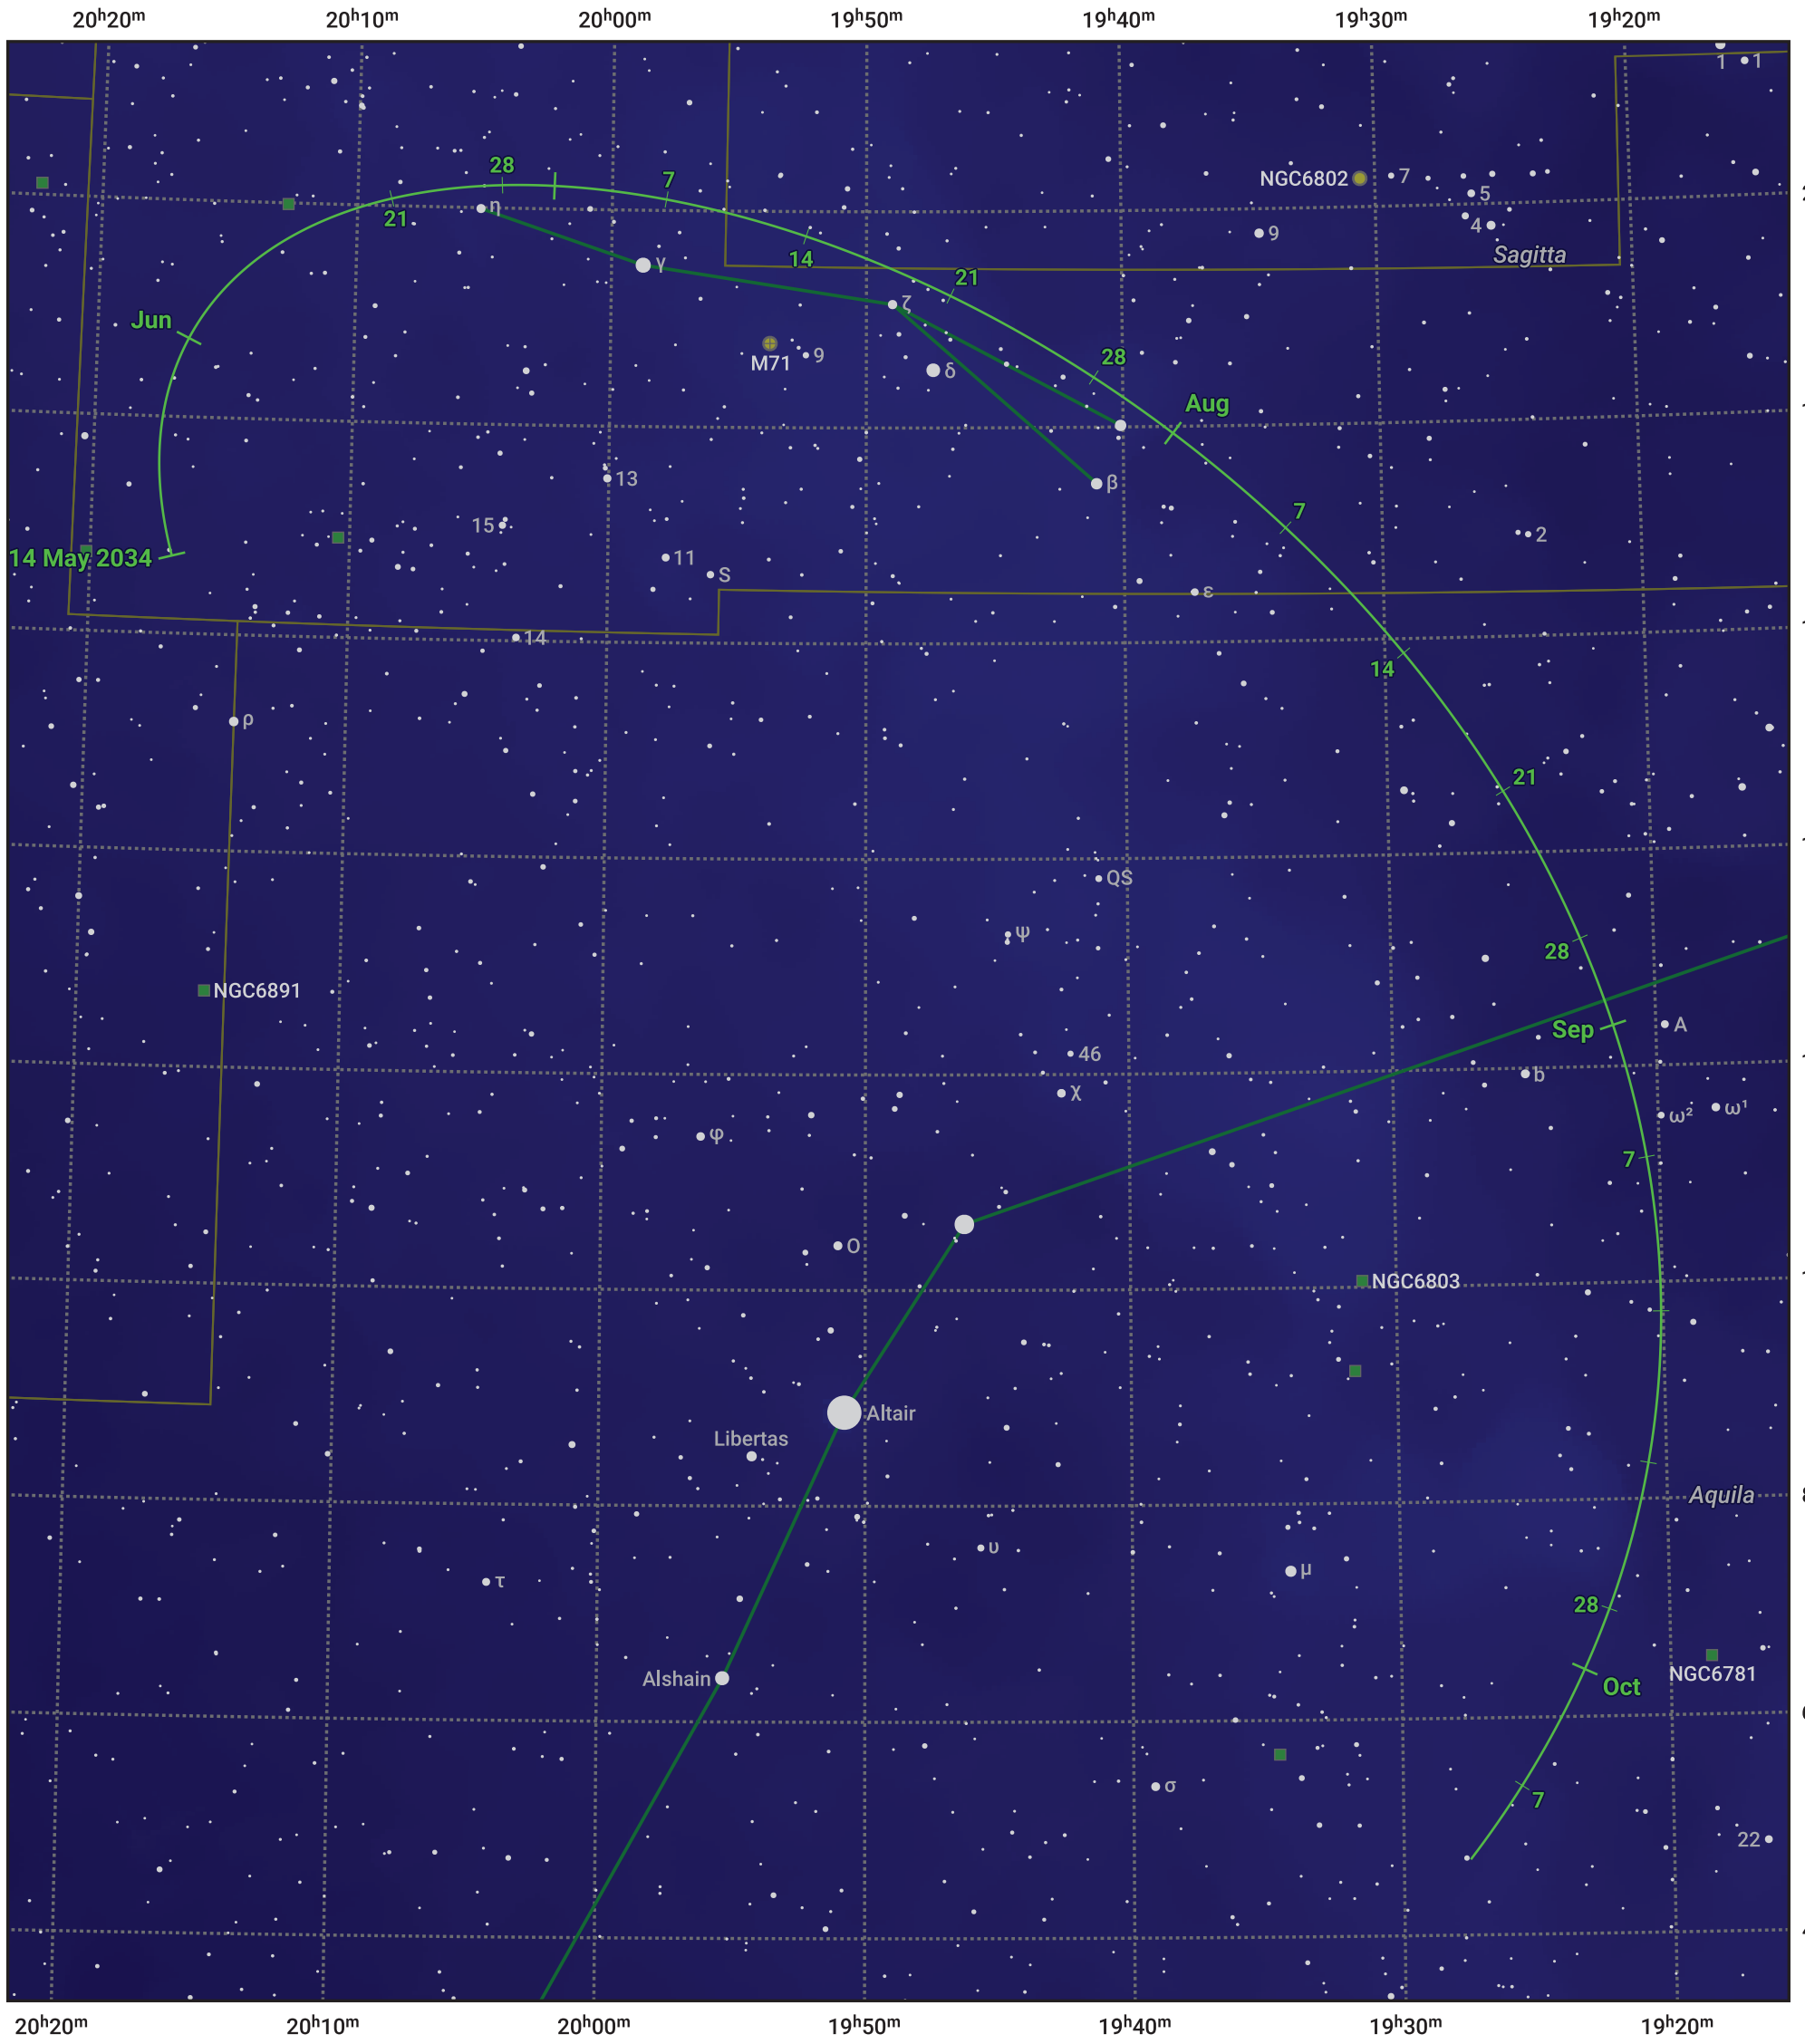 20ʰ20ᵐ 20ʰ10ᵐ 20ʰ00ᵐ 19ʰ50ᵐ 19ʰ40ᵐ 19ʰ30ᵐ 19ʰ20ᵐ
1 1
28
7
NGC6802 7
5
η
21
4
9
γ
14
Sagitta
21
ζ
Jun
9
28
M71
δ
Aug
13
β
7
15
2
14 May 2034
11
S
ε
14
14
ρ
21
QS
ψ
28
NGC6891
A
Sep
46
b
χ
ω²
ω¹
φ
7
O
NGC6803
Altair
Libertas
Aquila
υ
μ
τ
28
Alshain
NGC6781
Oct
σ
7
22
20ʰ20ᵐ 20ʰ10ᵐ 20ʰ00ᵐ 19ʰ50ᵐ 19ʰ40ᵐ 19ʰ30ᵐ 19ʰ20ᵐ